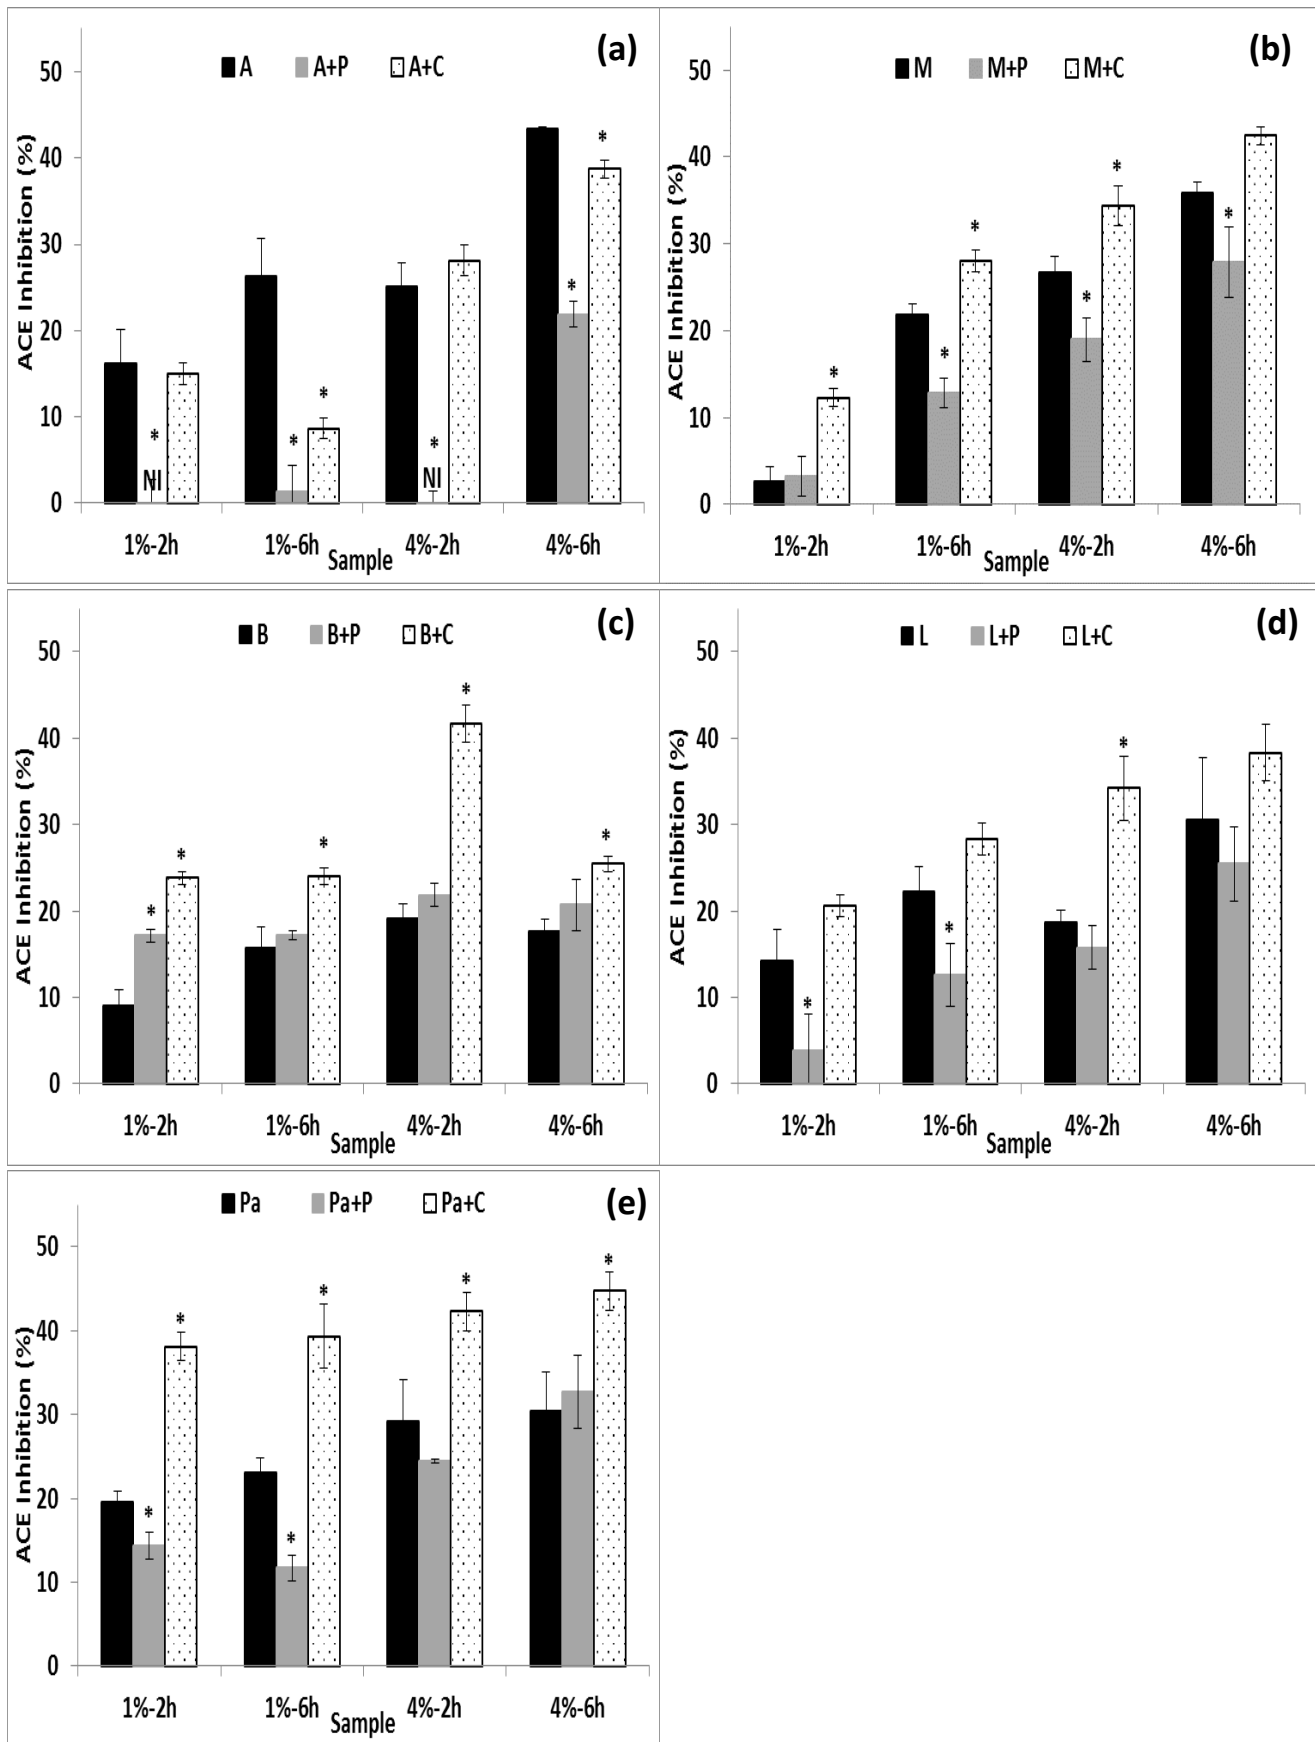 (a)
A A+P A+C
ACE Inhibition (%)
50
40
30
20
10
0
*
*
*
*
*
*
NI
NI
1%-2h 1%-6h 4%-2h 4%-6h
Sample
(b)
M M+P M+C
ACE Inhibition (%)
50
40
30
20
10
0
*
*
*
*
*
*
1%-2h 1%-6h 4%-2h 4%-6h
Sample
(c)
B B+P B+C
ACE Inhibition (%)
50
40
30
20
10
0
*
*
*
*
*
1%-2h 1%-6h 4%-2h 4%-6h
Sample
(d)
L L+P L+C
ACE Inhibition (%)
50
40
30
20
10
0
*
*
*
1%-2h 1%-6h 4%-2h 4%-6h
Sample
(e)
Pa Pa+P Pa+C
ACE Inhibition (%)
50
40
30
20
10
0
*
*
*
*
*
*
1%-2h 1%-6h 4%-2h 4%-6h
Sample